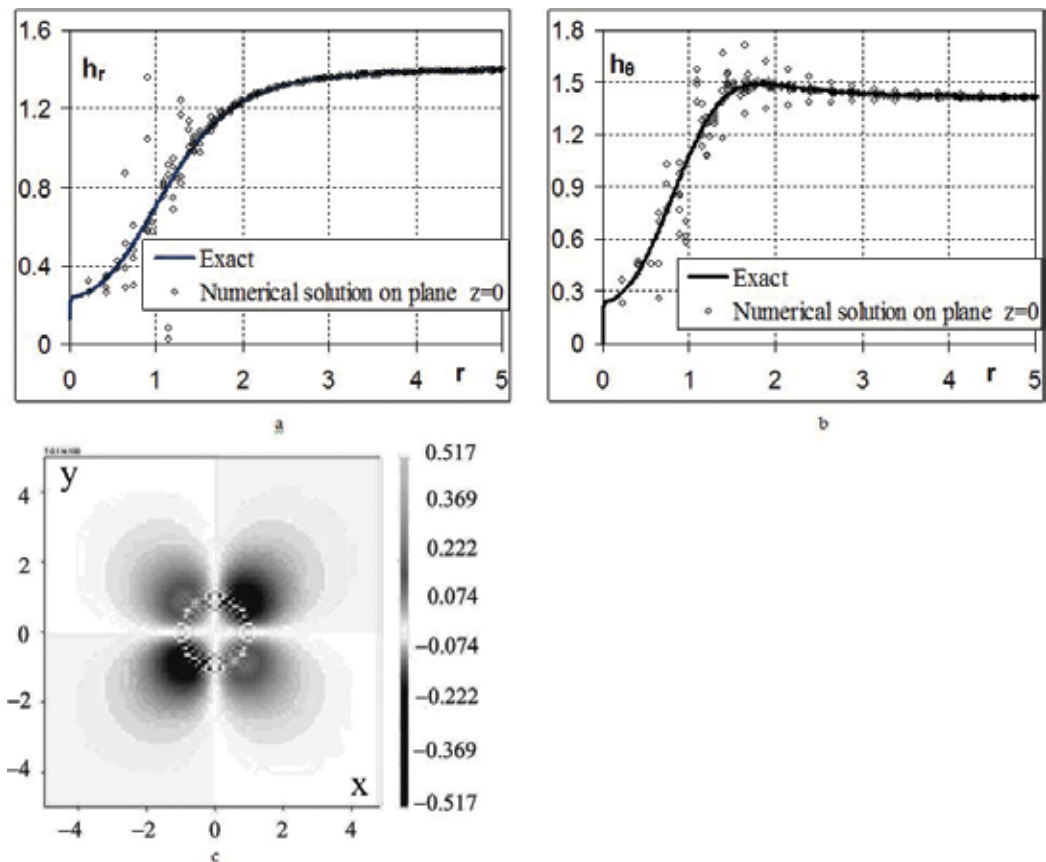 1.6
h_r
1.2
0.8
0.4
0
Exact
Numerical solution on plane z=0
0 1 2 3 4 r 5
a
1.8
h_θ
1.5
1.2
0.9
0.6
0.3
0
Exact
Numerical solution on plane z=0
0 1 2 3 4 r 5
b
y
4
2
0
−2
−4
x
−4 −2 0 2 4
c
0.517
0.369
0.222
0.074
−0.074
−0.222
−0.369
−0.517